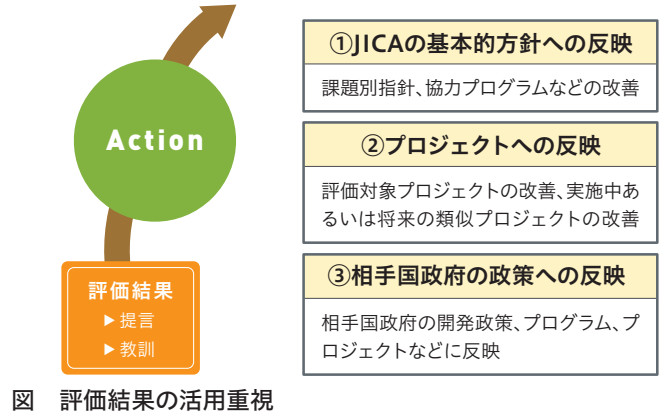 Action
評価結果
▶提言
▶教訓
①JICAの基本的方針への反映
課題別指針、協力プログラムなどの改善
②プロジェクトへの反映
評価対象プロジェクトの改善、実施中あ
るいは将来の類似プロジェクトの改善
③相手国政府の政策への反映
相手国政府の開発政策、プログラム、プ
ロジェクトなどに反映
図　評価結果の活用重視